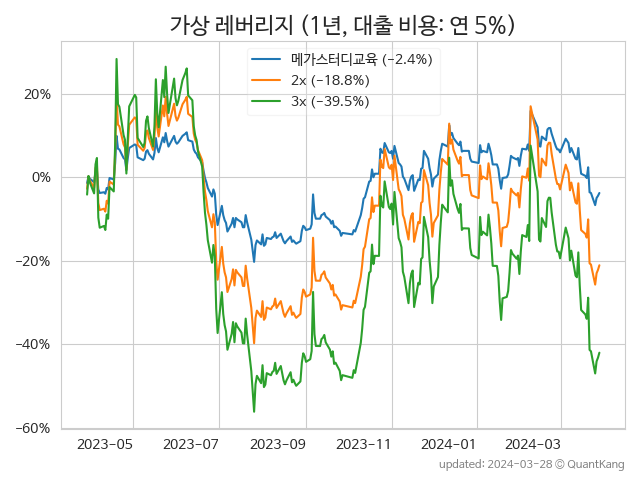 가상 레버리지 (1년, 대출 비용: 연 5%)
메가스터디교육 (−2.4%)
2x (−18.8%)
3x (−39.5%)
20%
0%
−20%
−40%
−60%
2023-05 2023-07 2023-09 2023-11 2024-01 2024-03
updated: 2024-03-28 © QuantKang